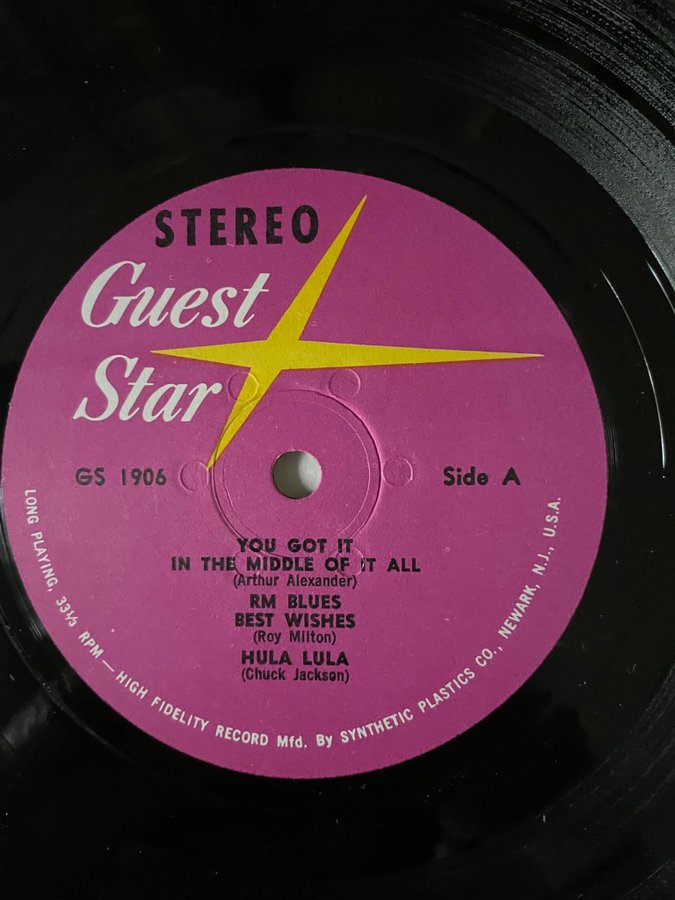 STEREO
Guest
Star
GS 1906
Side A
YOU GOT IT
IN THE MIDDLE OF IT ALL
(Arthur Alexander)
RM BLUES
BEST WISHES
(Roy Milton)
HULA LULA
(Chuck Jackson)
LONG PLAYING, 33⅓ RPM — HIGH FIDELITY RECORD Mfd. By SYNTHETIC PLASTICS CO., NEWARK, N.J., U.S.A.